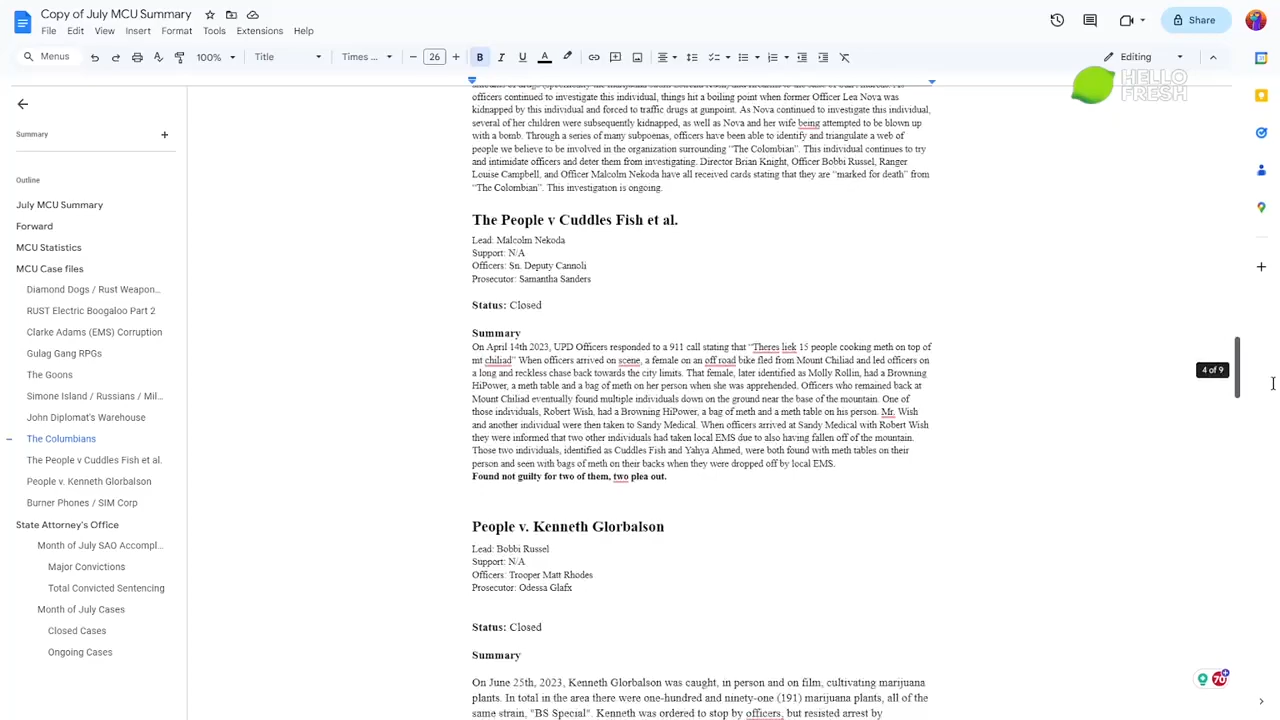 Copy of July MCU Summary
File Edit View Insert Format Tools Extensions Help
Share
Menus
100%
Title
Times ...
26
B I U A
Editing
HELLO
FRESH
Summary
Outline
July MCU Summary
Forward
MCU Statistics
MCU Case files
Diamond Dogs / Rust Weapon...
RUST Electric Boogaloo Part 2
Clarke Adams (EMS) Corruption
Gulag Gang RPGs
The Goons
Simone Island / Russians / Mil...
John Diplomat's Warehouse
The Columbians
The People v Cuddles Fish et al.
People v. Kenneth Glorbalson
Burner Phones / SIM Corp
State Attorney's Office
Month of July SAO Accompl...
Major Convictions
Total Convicted Sentencing
Month of July Cases
Closed Cases
Ongoing Cases
officers continued to investigate this individual, things hit a boiling point when former Officer Lea Nova was
kidnapped by this individual and forced to traffic drugs at gunpoint. As Nova continued to investigate this individual,
several of her children were subsequently kidnapped, as well as Nova and her wife being attempted to be blown up
with a bomb. Through a series of many subpoenas, officers have been able to identify and triangulate a web of
people we believe to be involved in the organization surrounding “The Colombian”. This individual continues to try
and intimidate officers and deter them from investigating. Director Brian Knight, Officer Bobbi Russel, Ranger
Louise Campbell, and Officer Malcolm Nekoda have all received cards stating that they are “marked for death” from
“The Colombian”. This investigation is ongoing.
The People v Cuddles Fish et al.
Lead: Malcolm Nekoda
Support: N/A
Officers: Sn. Deputy Cannoli
Prosecutor: Samantha Sanders
Status: Closed
Summary
On April 14th 2023, UPD Officers responded to a 911 call stating that “Theres liek 15 people cooking meth on top of
mt chiliad” When officers arrived on scene, a female on an off road bike fled from Mount Chiliad and led officers on
a long and reckless chase back towards the city limits. That female, later identified as Molly Rollin, had a Browning
HiPower, a meth table and a bag of meth on her person when she was apprehended. Officers who remained back at
Mount Chiliad eventually found multiple individuals down on the ground near the base of the mountain. One of
those individuals, Robert Wish, had a Browning HiPower, a bag of meth and a meth table on his person. Mr. Wish
and another individual were then taken to Sandy Medical. When officers arrived at Sandy Medical with Robert Wish
they were informed that two other individuals had taken local EMS due to also having fallen off of the mountain.
Those two individuals, identified as Cuddles Fish and Yahya Ahmed, were both found with meth tables on their
person and seen with bags of meth on their backs when they were dropped off by local EMS.
Found not guilty for two of them, two plea out.
People v. Kenneth Glorbalson
Lead: Bobbi Russel
Support: N/A
Officers: Trooper Matt Rhodes
Prosecutor: Odessa Glafx
Status: Closed
Summary
On June 25th, 2023, Kenneth Glorbalson was caught, in person and on film, cultivating marijuana
plants. In total in the area there were one-hundred and ninety-one (191) marijuana plants, all of the
same strain, "BS Special". Kenneth was ordered to stop by officers, but resisted arrest by
4 of 9
70